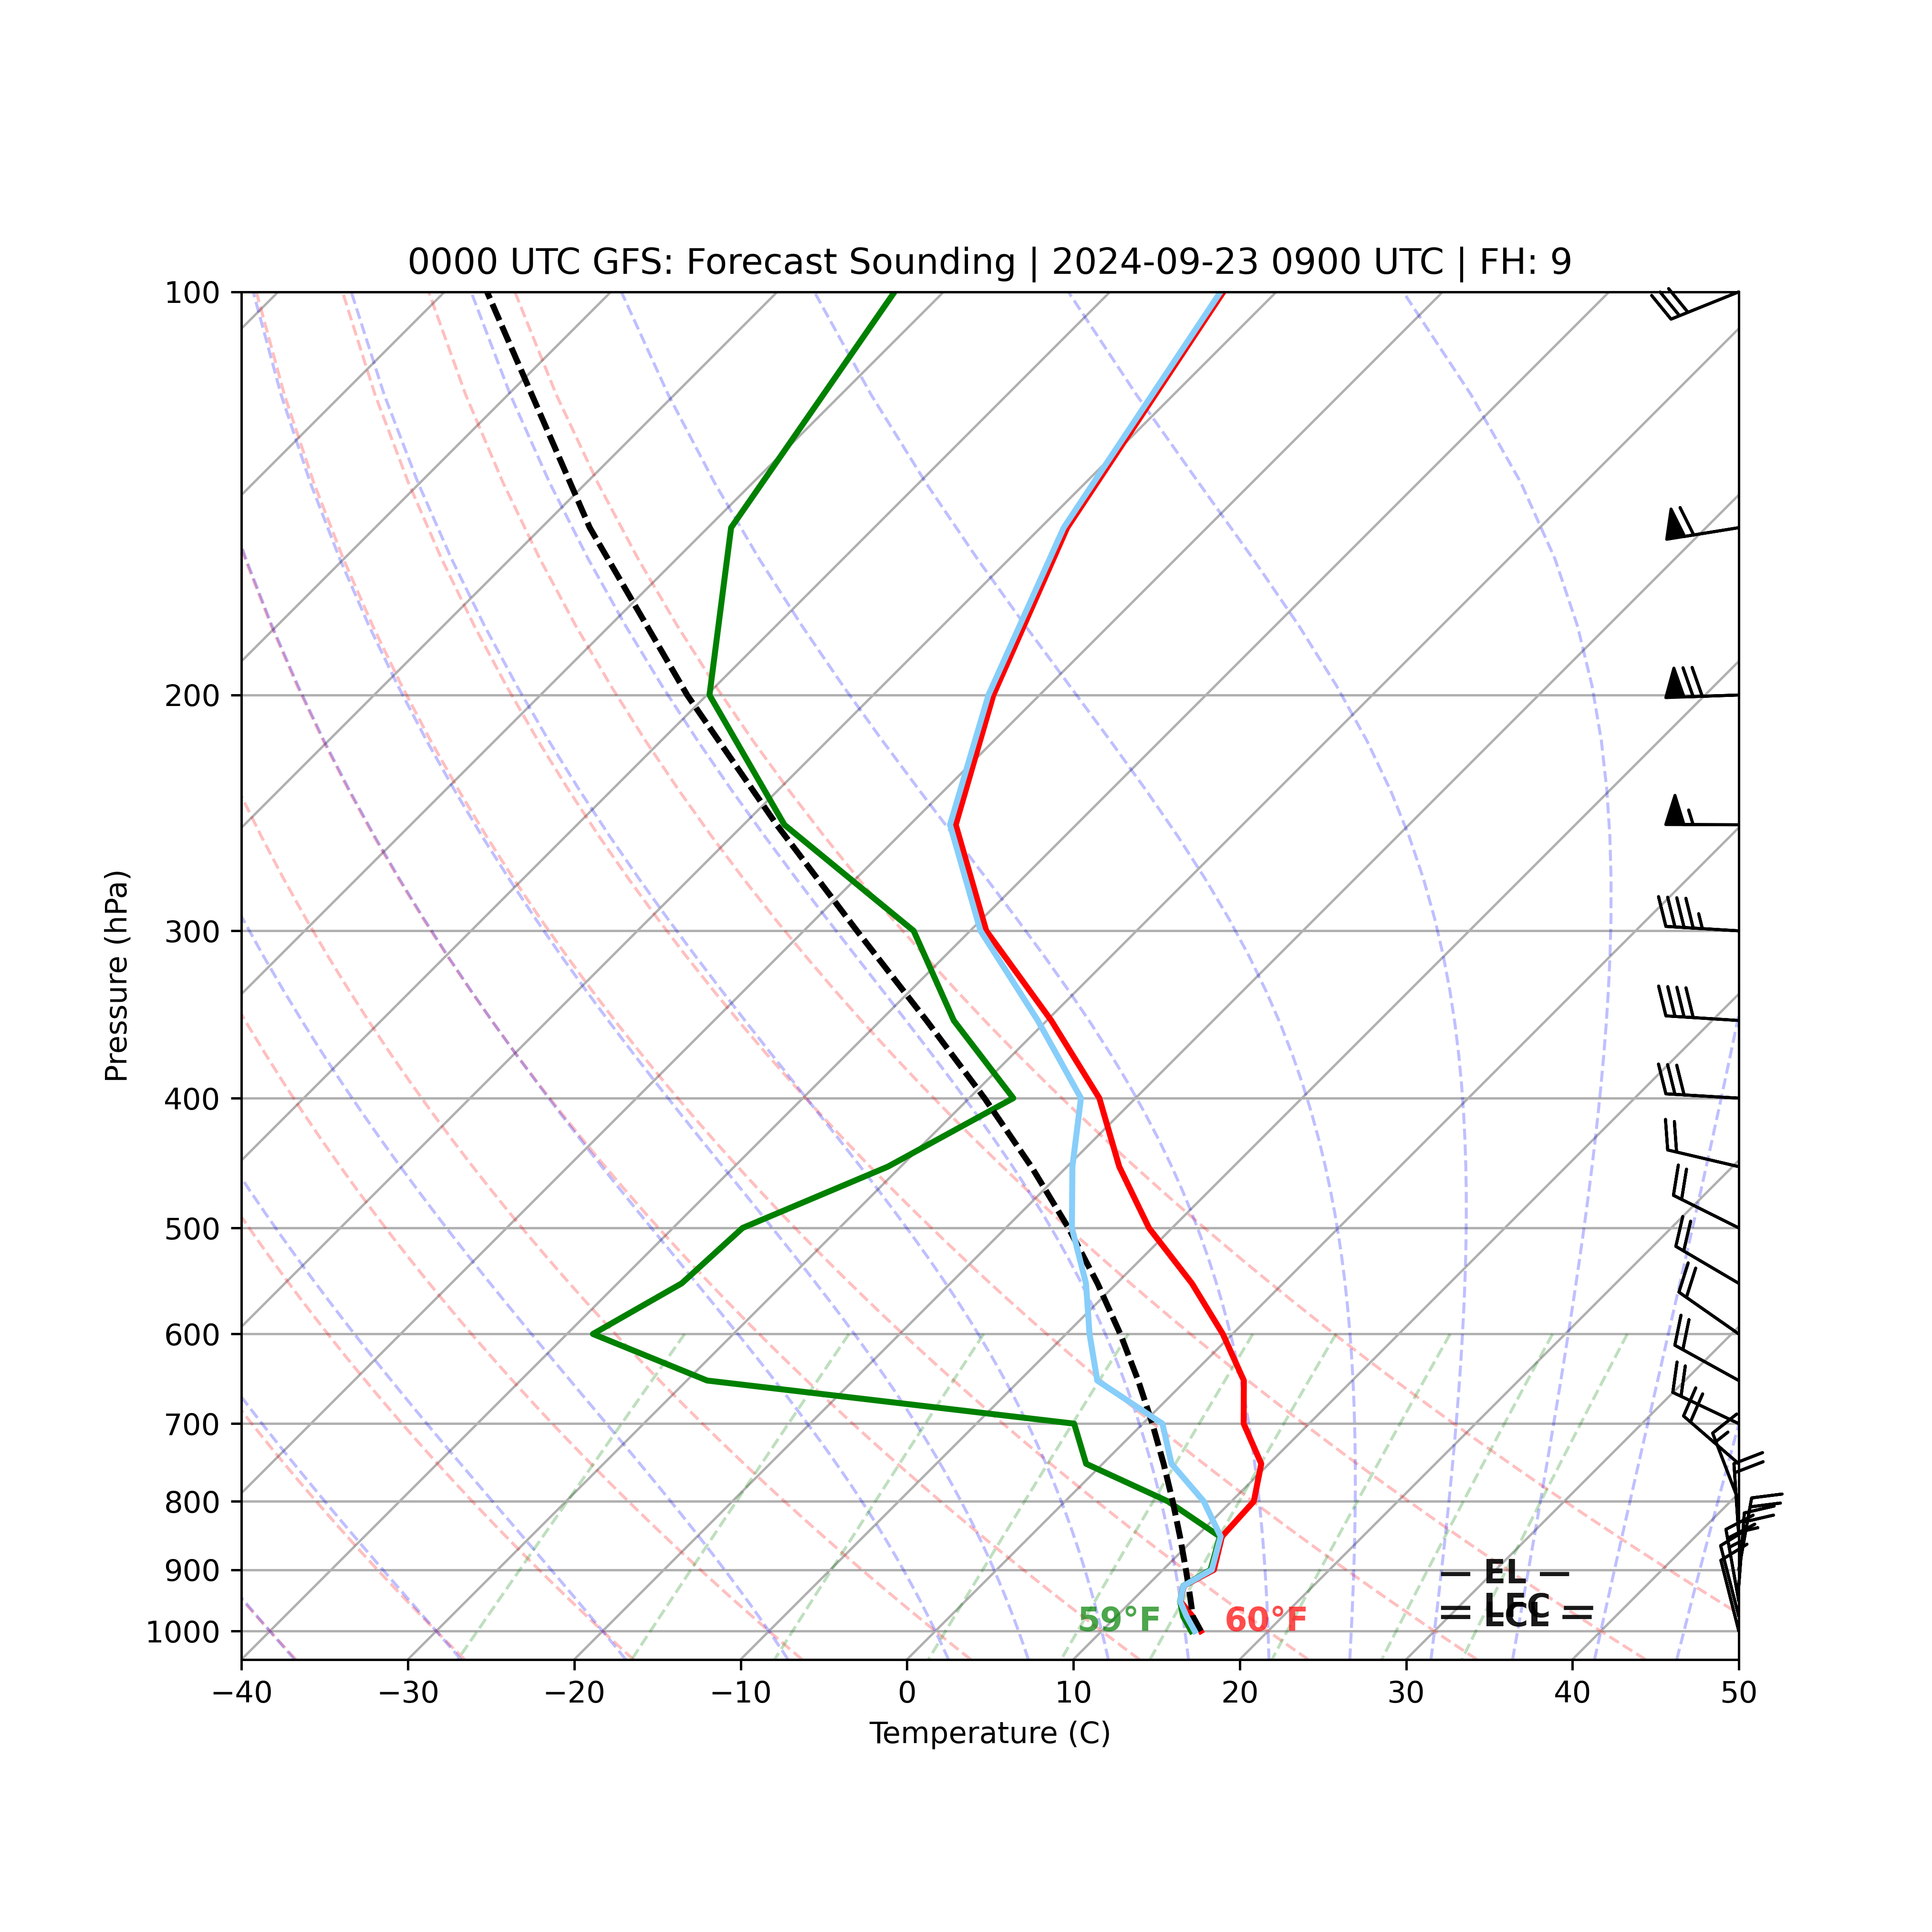 0000 UTC GFS: Forecast Sounding | 2024-09-23 0900 UTC | FH: 9
100
200
300
400
500
600
700
800
900
1000
Pressure (hPa)
— EL —
— LFC —
— LCL —
59°F 60°F
−40 −30 −20 −10 0 10 20 30 40 50
Temperature (C)